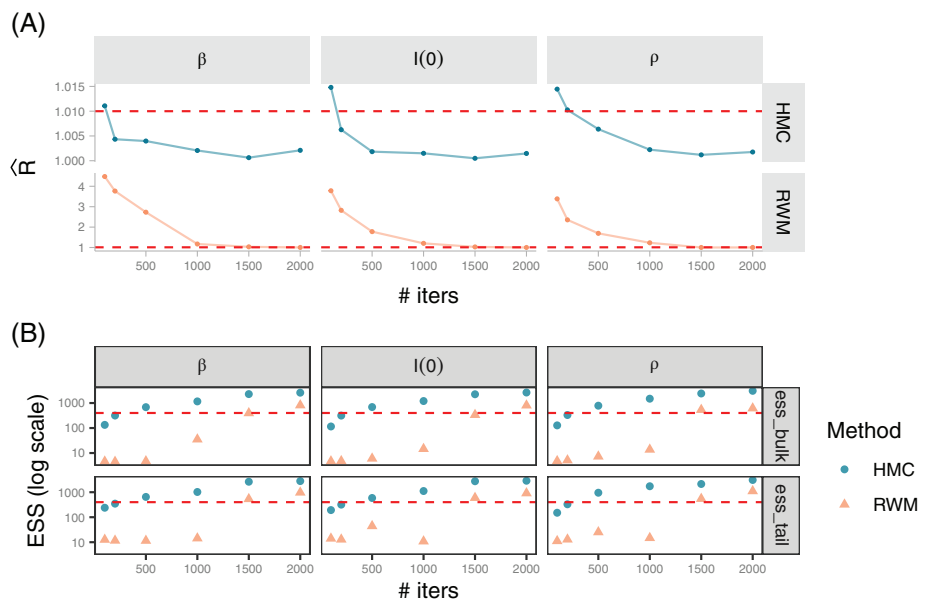 (A)
β I(0) ρ
1.015
1.010
1.005
1.000
HMC
R̂
4
3
2
1
RWM
500 1000 1500 2000 500 1000 1500 2000 500 1000 1500 2000
# iters
(B)
β I(0) ρ
1000
100
10
ess_bulk
ESS (log scale)
1000
100
10
ess_tail
500 1000 1500 2000 500 1000 1500 2000 500 1000 1500 2000
# iters
Method
HMC
RWM